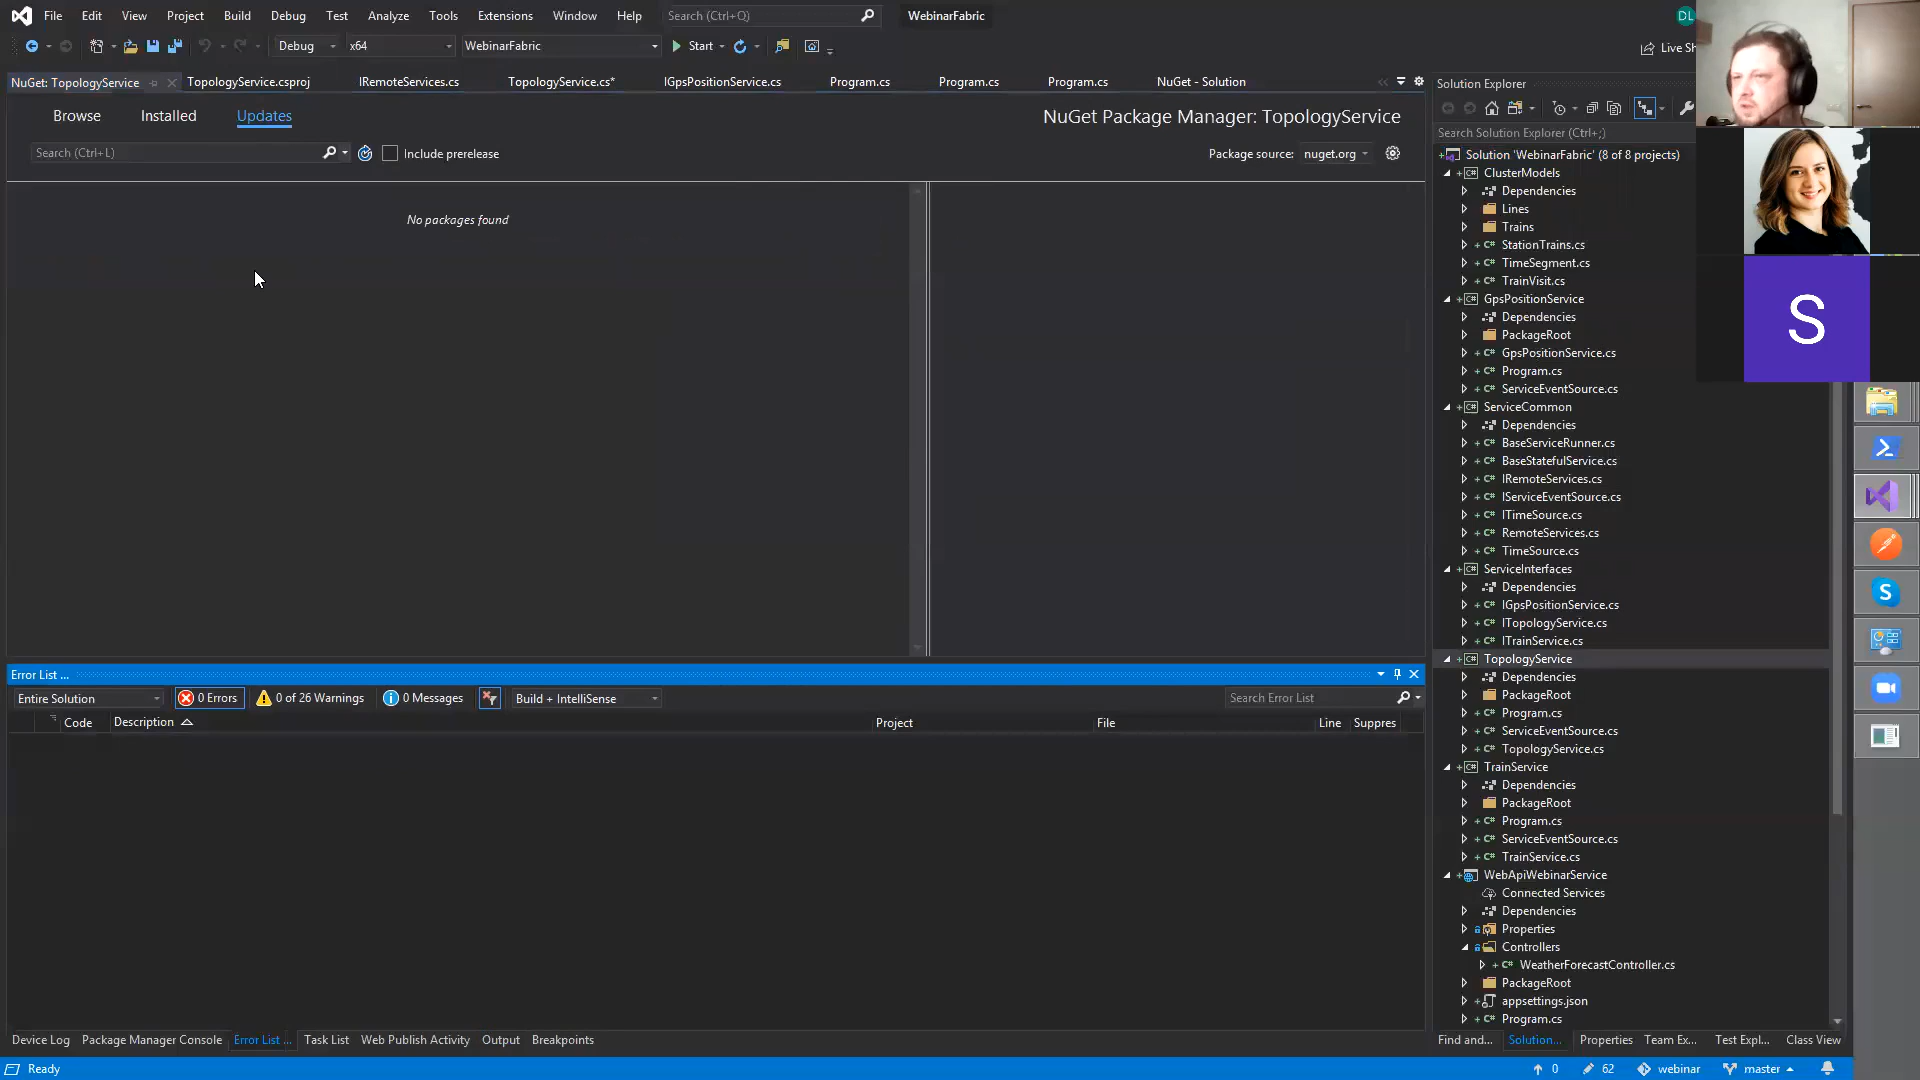 File Edit View Project Build Debug Test Analyze Tools Extensions Window Help Search (Ctrl+Q) WebinarFabric DL
Debug x64 WebinarFabric Start Live Sh
NuGet: TopologyService TopologyService.csproj IRemoteServices.cs TopologyService.cs* IGpsPositionService.cs Program.cs Program.cs Program.cs NuGet - Solution
Browse Installed Updates NuGet Package Manager: TopologyService
Search (Ctrl+L) Include prerelease Package source: nuget.org
No packages found
Error List ...
Entire Solution 0 Errors 0 of 26 Warnings 0 Messages Build + IntelliSense Search Error List
Code Description Project File Line Suppres
Device Log Package Manager Console Error List ... Task List Web Publish Activity Output Breakpoints
Solution Explorer
Search Solution Explorer (Ctrl+;)
Solution 'WebinarFabric' (8 of 8 projects)
ClusterModels
Dependencies
Lines
Trains
StationTrains.cs
TimeSegment.cs
TrainVisit.cs
GpsPositionService
Dependencies
PackageRoot
GpsPositionService.cs
Program.cs
ServiceEventSource.cs
ServiceCommon
Dependencies
BaseServiceRunner.cs
BaseStatefulService.cs
IRemoteServices.cs
IServiceEventSource.cs
ITimeSource.cs
RemoteServices.cs
TimeSource.cs
ServiceInterfaces
Dependencies
IGpsPositionService.cs
ITopologyService.cs
ITrainService.cs
TopologyService
Dependencies
PackageRoot
Program.cs
ServiceEventSource.cs
TopologyService.cs
TrainService
Dependencies
PackageRoot
Program.cs
ServiceEventSource.cs
TrainService.cs
WebApiWebinarService
Connected Services
Dependencies
Properties
Controllers
WeatherForecastController.cs
PackageRoot
appsettings.json
Program.cs
Find and... Solution... Properties Team Ex... Test Expl... Class View
S
Ready 0 62 webinar master